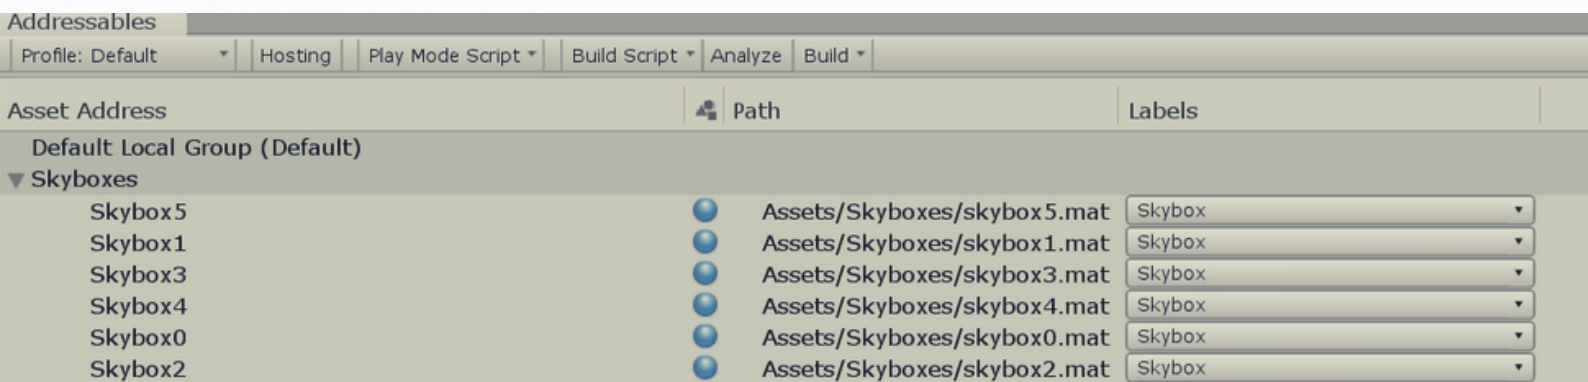 Addressables
Profile: Default Hosting Play Mode Script Build Script Analyze Build
Asset Address Path Labels
Default Local Group (Default)
Skyboxes
Skybox5 Assets/Skyboxes/skybox5.mat Skybox
Skybox1 Assets/Skyboxes/skybox1.mat Skybox
Skybox3 Assets/Skyboxes/skybox3.mat Skybox
Skybox4 Assets/Skyboxes/skybox4.mat Skybox
Skybox0 Assets/Skyboxes/skybox0.mat Skybox
Skybox2 Assets/Skyboxes/skybox2.mat Skybox